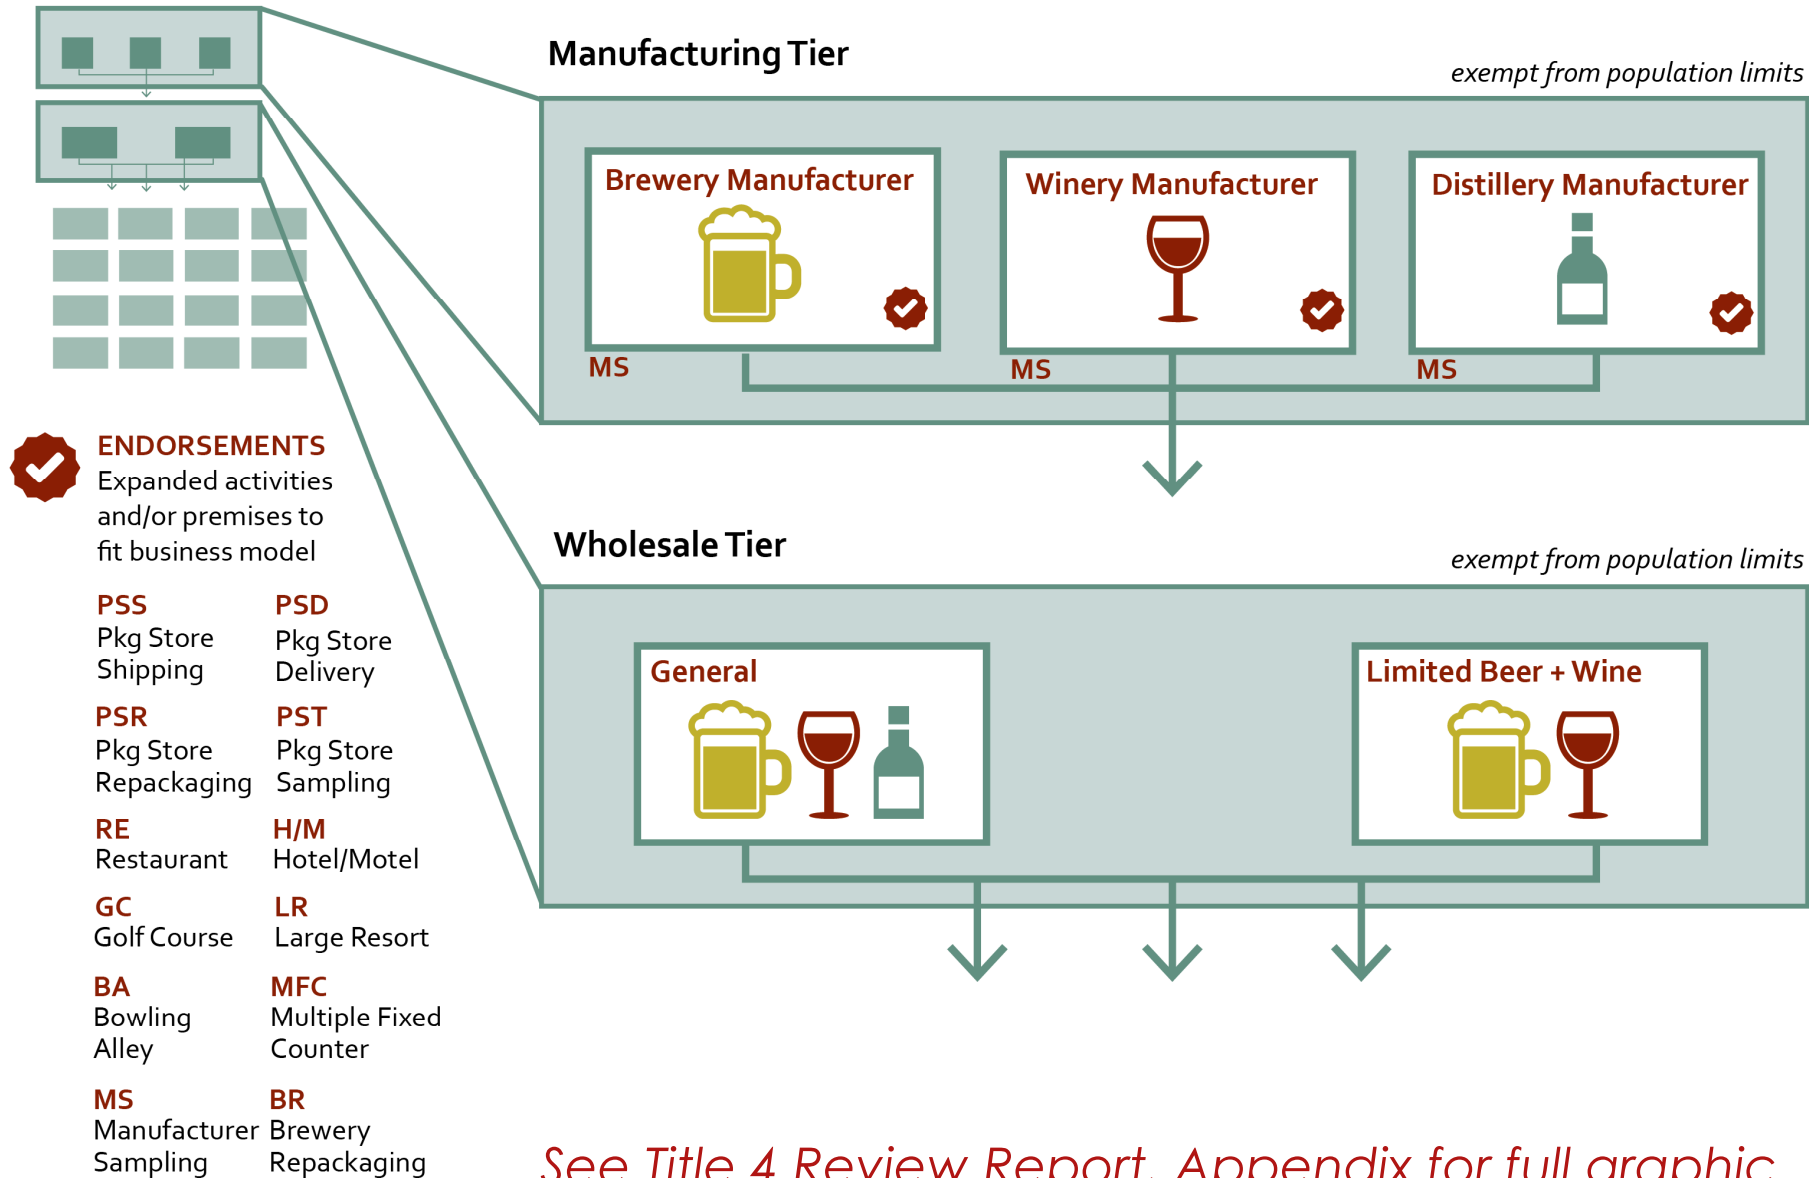 Manufacturing Tier
exempt from population limits
Brewery Manufacturer
Winery Manufacturer
Distillery Manufacturer
MS
MS
MS
Wholesale Tier
exempt from population limits
General
Limited Beer + Wine
ENDORSEMENTS
Expanded activities
and/or premises to
fit business model
PSS
Pkg Store
Shipping
PSD
Pkg Store
Delivery
PSR
Pkg Store
Repackaging
PST
Pkg Store
Sampling
RE
Restaurant
H/M
Hotel/Motel
GC
Golf Course
LR
Large Resort
BA
Bowling
Alley
MFC
Multiple Fixed
Counter
MS
Manufacturer
Sampling
BR
Brewery
Repackaging
See Title 4 Review Report, Appendix for full graphic